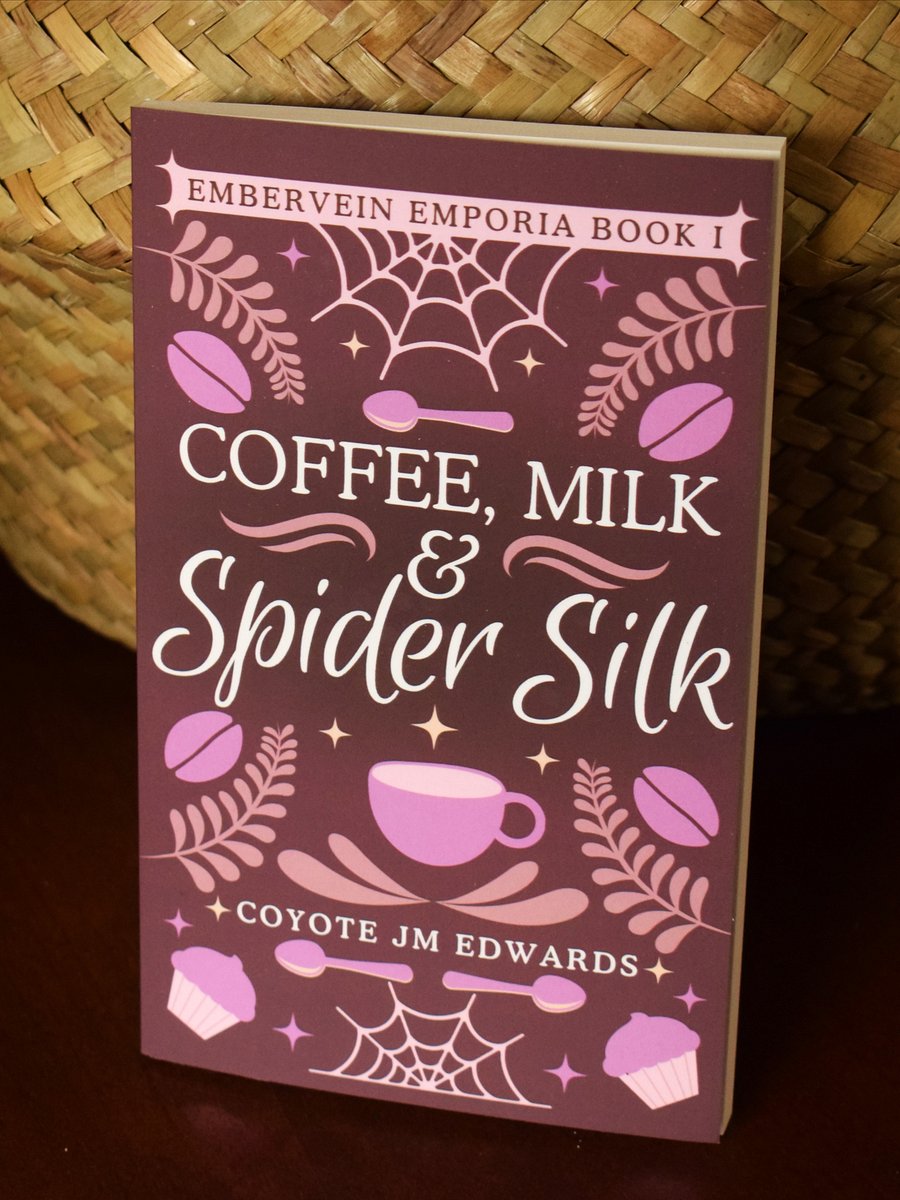 EMBERVEIN EMPORIA BOOK I
COFFEE, MILK
&
Spider Silk
COYOTE JM EDWARDS